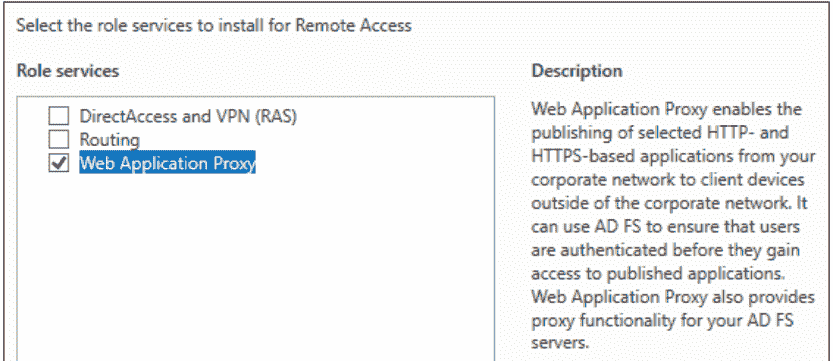 Select the role services to install for Remote Access
Role services
DirectAccess and VPN (RAS)
Routing
Web Application Proxy
Description
Web Application Proxy enables the
publishing of selected HTTP- and
HTTPS-based applications from your
corporate network to client devices
outside of the corporate network. It
can use AD FS to ensure that users
are authenticated before they gain
access to published applications.
Web Application Proxy also provides
proxy functionality for your AD FS
servers.